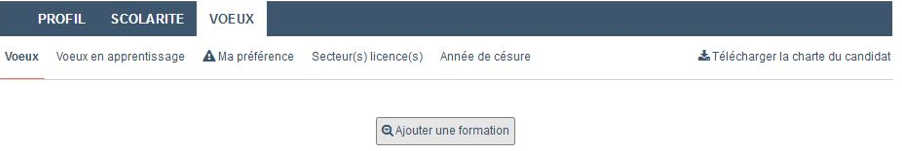 PROFIL SCOLARITE VOEUX
Voeux Voeux en apprentissage Ma préférence Secteur(s) licence(s) Année de césure Télécharger la charte du candidat
Ajouter une formation